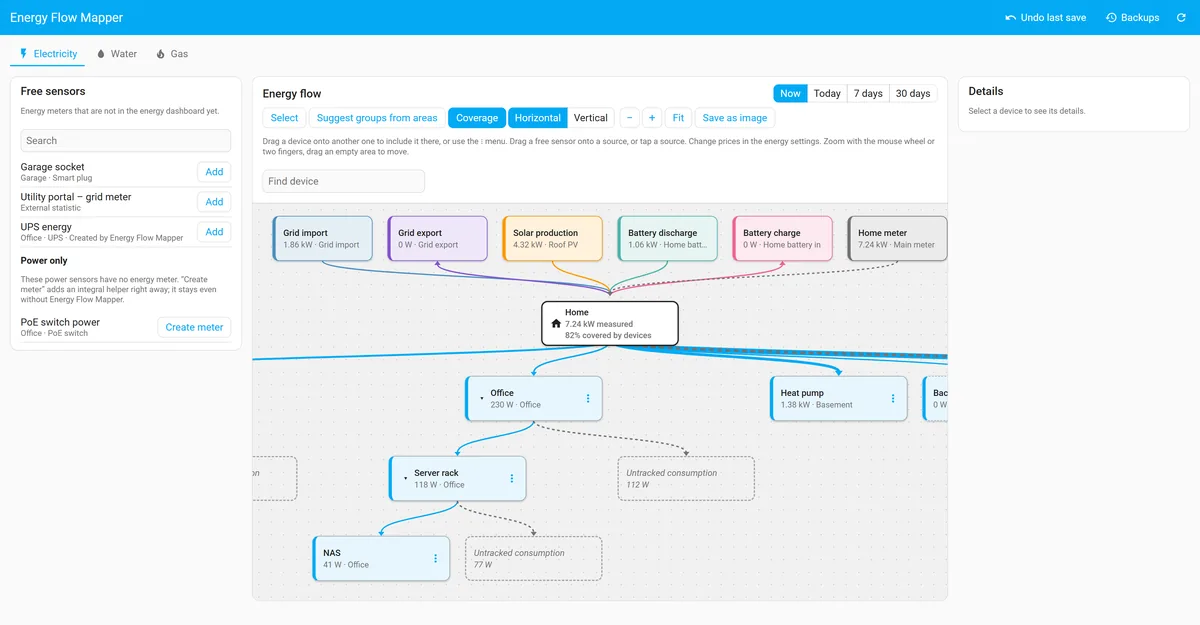 Energy Flow Mapper
Undo last save
Backups
Electricity
Water
Gas
Free sensors
Energy meters that are not in the energy dashboard yet.
Search
Garage socket
Garage · Smart plug
Add
Utility portal – grid meter
External statistic
Add
UPS energy
Office · UPS · Created by Energy Flow Mapper
Add
Power only
These power sensors have no energy meter. “Create
meter” adds an integral helper right away; it stays even
without Energy Flow Mapper.
PoE switch power
Office · PoE switch
Create meter
Energy flow
Now
Today
7 days
30 days
Select
Suggest groups from areas
Coverage
Horizontal
Vertical
−
+
Fit
Save as image
Drag a device onto another one to include it there, or use the ⋮ menu. Drag a free sensor onto a source, or tap a source. Change prices in the energy settings. Zoom with the mouse wheel or
two fingers, drag an empty area to move.
Find device
Grid import
1.86 kW · Grid import
Grid export
0 W · Grid export
Solar production
4.32 kW · Roof PV
Battery discharge
1.06 kW · Home batt...
Battery charge
0 W · Home battery in
Home meter
7.24 kW · Main meter
Home
7.24 kW measured
82% covered by devices
Office
230 W · Office
Heat pump
1.38 kW · Basement
Bac
0 W
Server rack
118 W · Office
Untracked consumption
112 W
NAS
41 W · Office
Untracked consumption
77 W
Details
Select a device to see its details.